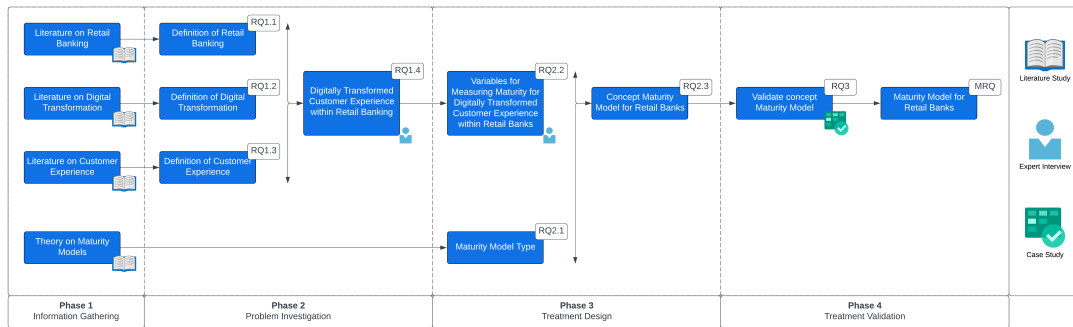 Literature on Retail
Banking
Literature on Digital
Transformation
Literature on Customer
Experience
Theory on Maturity
Models
RQ1.1
Definition of Retail
Banking
RQ1.2
Definition of Digital
Transformation
RQ1.3
Definition of Customer
Experience
RQ1.4
Digitally Transformed
Customer Experience
within Retail Banking
RQ2.2
Variables for
Measuring Maturity for
Digitally Transformed
Customer Experience
within Retail Banks
RQ2.1
Maturity Model Type
RQ2.3
Concept Maturity
Model for Retail Banks
RQ3
Validate concept
Maturity Model
MRQ
Maturity Model for
Retail Banks
Literature Study
Expert Interview
Case Study
Phase 1
Information Gathering
Phase 2
Problem Investigation
Phase 3
Treatment Design
Phase 4
Treatment Validation